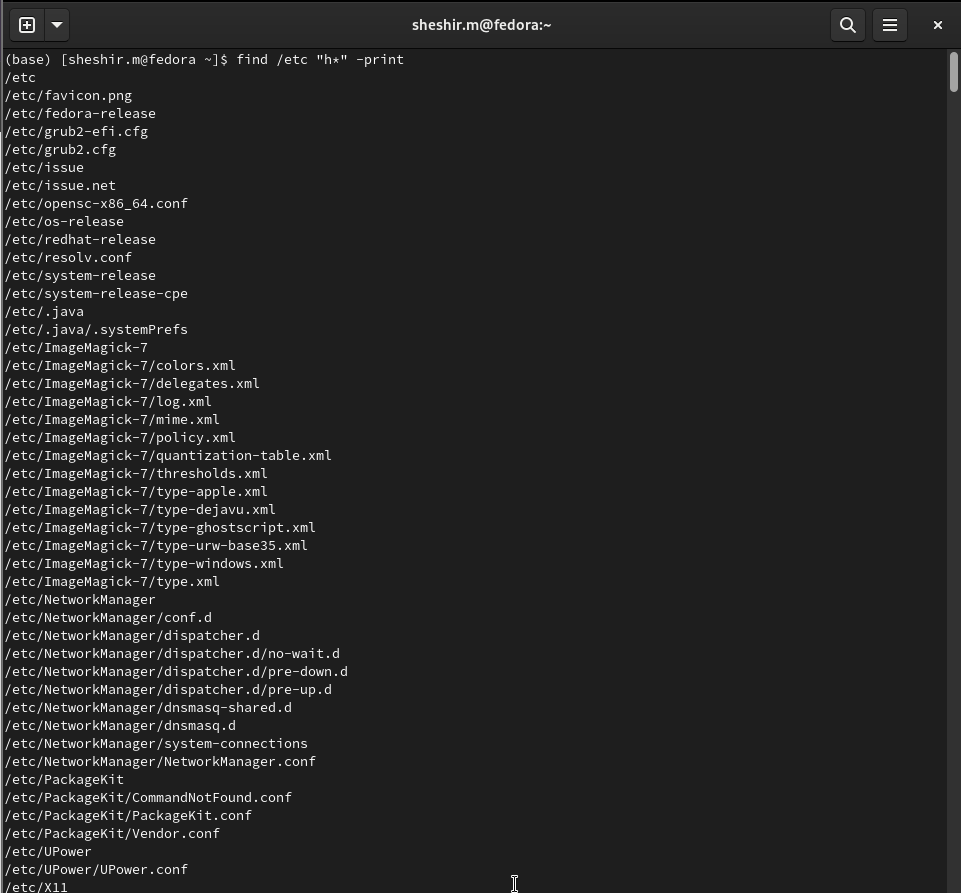 sheshir.m@fedora:~
(base) [sheshir.m@fedora ~]$ find /etc "h*" -print
/etc
/etc/favicon.png
/etc/fedora-release
/etc/grub2-efi.cfg
/etc/grub2.cfg
/etc/issue
/etc/issue.net
/etc/opensc-x86_64.conf
/etc/os-release
/etc/redhat-release
/etc/resolv.conf
/etc/system-release
/etc/system-release-cpe
/etc/.java
/etc/.java/.systemPrefs
/etc/ImageMagick-7
/etc/ImageMagick-7/colors.xml
/etc/ImageMagick-7/delegates.xml
/etc/ImageMagick-7/log.xml
/etc/ImageMagick-7/mime.xml
/etc/ImageMagick-7/policy.xml
/etc/ImageMagick-7/quantization-table.xml
/etc/ImageMagick-7/thresholds.xml
/etc/ImageMagick-7/type-apple.xml
/etc/ImageMagick-7/type-dejavu.xml
/etc/ImageMagick-7/type-ghostscript.xml
/etc/ImageMagick-7/type-urw-base35.xml
/etc/ImageMagick-7/type-windows.xml
/etc/ImageMagick-7/type.xml
/etc/NetworkManager
/etc/NetworkManager/conf.d
/etc/NetworkManager/dispatcher.d
/etc/NetworkManager/dispatcher.d/no-wait.d
/etc/NetworkManager/dispatcher.d/pre-down.d
/etc/NetworkManager/dispatcher.d/pre-up.d
/etc/NetworkManager/dnsmasq-shared.d
/etc/NetworkManager/dnsmasq.d
/etc/NetworkManager/system-connections
/etc/NetworkManager/NetworkManager.conf
/etc/PackageKit
/etc/PackageKit/CommandNotFound.conf
/etc/PackageKit/PackageKit.conf
/etc/PackageKit/Vendor.conf
/etc/UPower
/etc/UPower/UPower.conf
/etc/X11